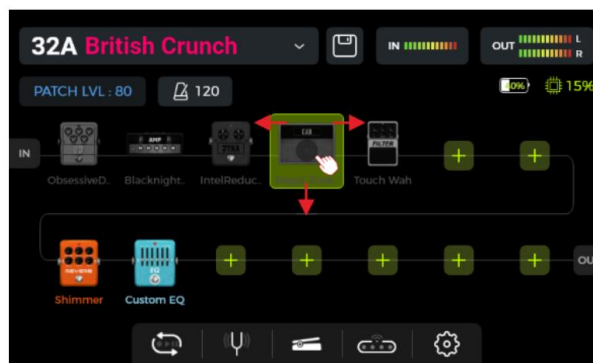 32A British Crunch
IN
OUT
L
R
PATCH LVL : 80
120
40%
15%
IN
AMP
CAB
FILTER
ObsessiveD..
Blacknight..
IntelReduc..
Touch Wah
REVERB
EQ
OU
Shimmer
Custom EQ